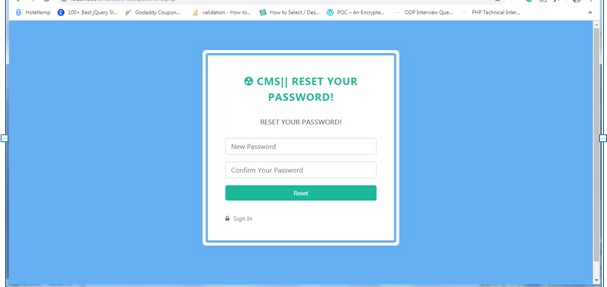 Hoteltemp 100+ Best jQuery Sl... Godaddy Coupon... validation - How to... How to Select / Des... POC – An Encrypte... OOP Interview Que... PHP Technical Inter... »
CMS|| RESET YOUR
PASSWORD!
RESET YOUR PASSWORD!
New Password
Confirm Your Password
Reset
Sign In